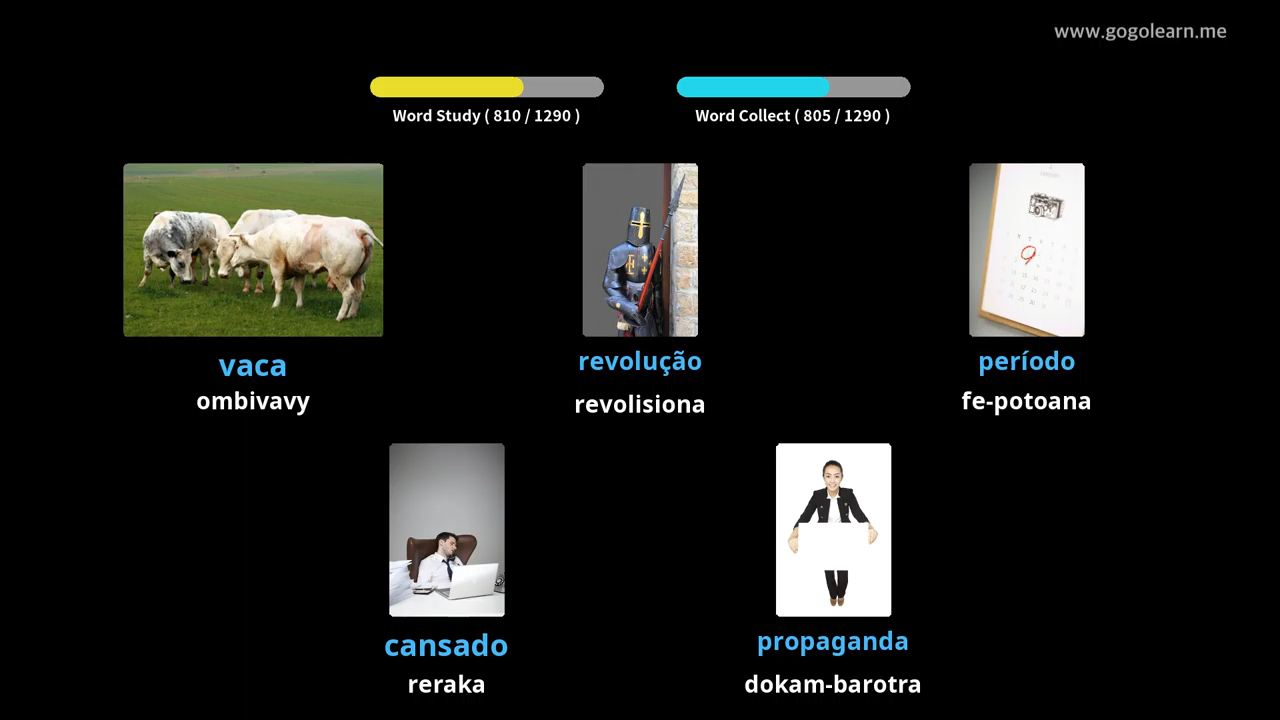 www.gogolearn.me
Word Study ( 810 / 1290 )
Word Collect ( 805 / 1290 )
vaca
ombivavy
revolução
revolisiona
período
fe-potoana
cansado
reraka
propaganda
dokam-barotra